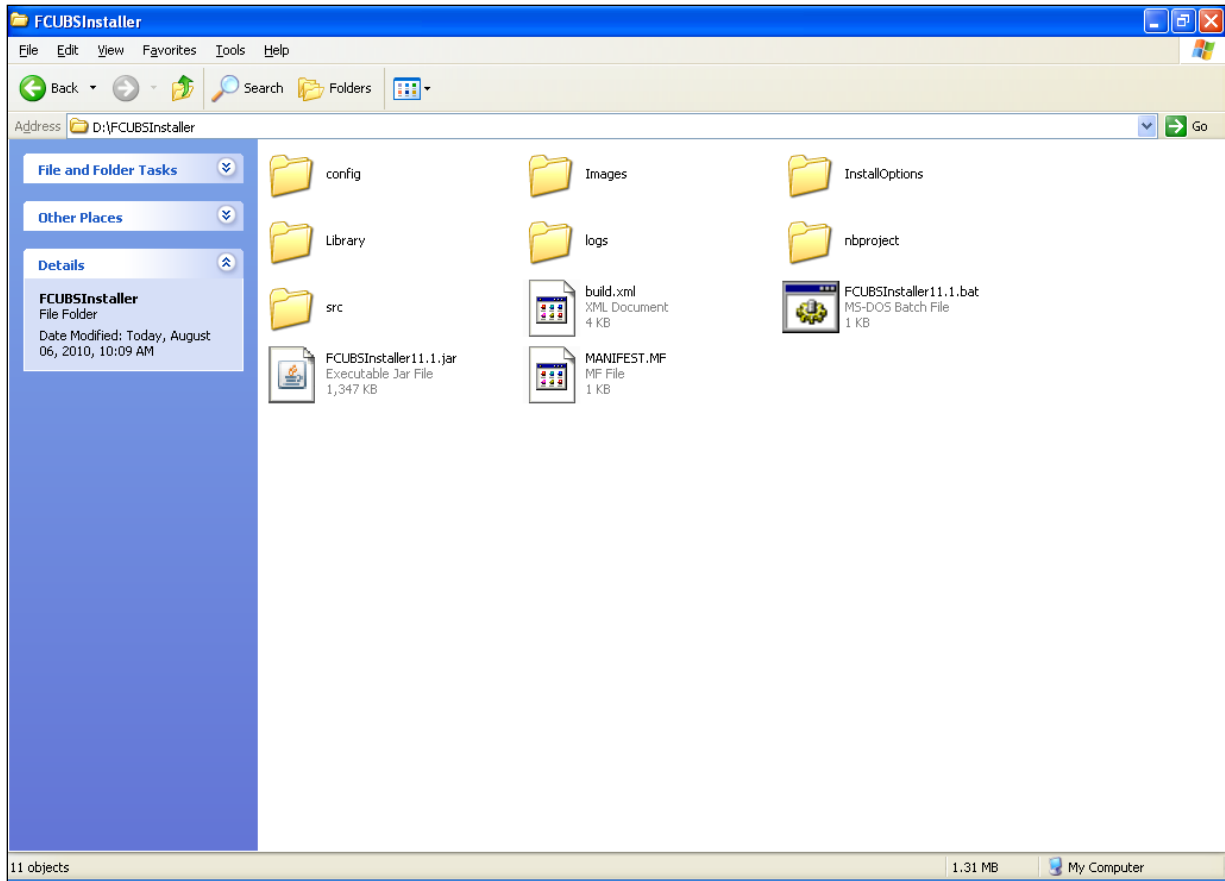 FCUBSInstaller
File Edit View Favorites Tools Help
Back Search Folders
Address D:\FCUBSInstaller Go
File and Folder Tasks
Other Places
Details
FCUBSInstaller
File Folder
Date Modified: Today, August
06, 2010, 10:09 AM
config
Images
InstallOptions
Library
logs
nbproject
src
build.xml
XML Document
4 KB
FCUBSInstaller11.1.bat
MS-DOS Batch File
1 KB
FCUBSInstaller11.1.jar
Executable Jar File
1,347 KB
MANIFEST.MF
MF File
1 KB
11 objects 1.31 MB My Computer